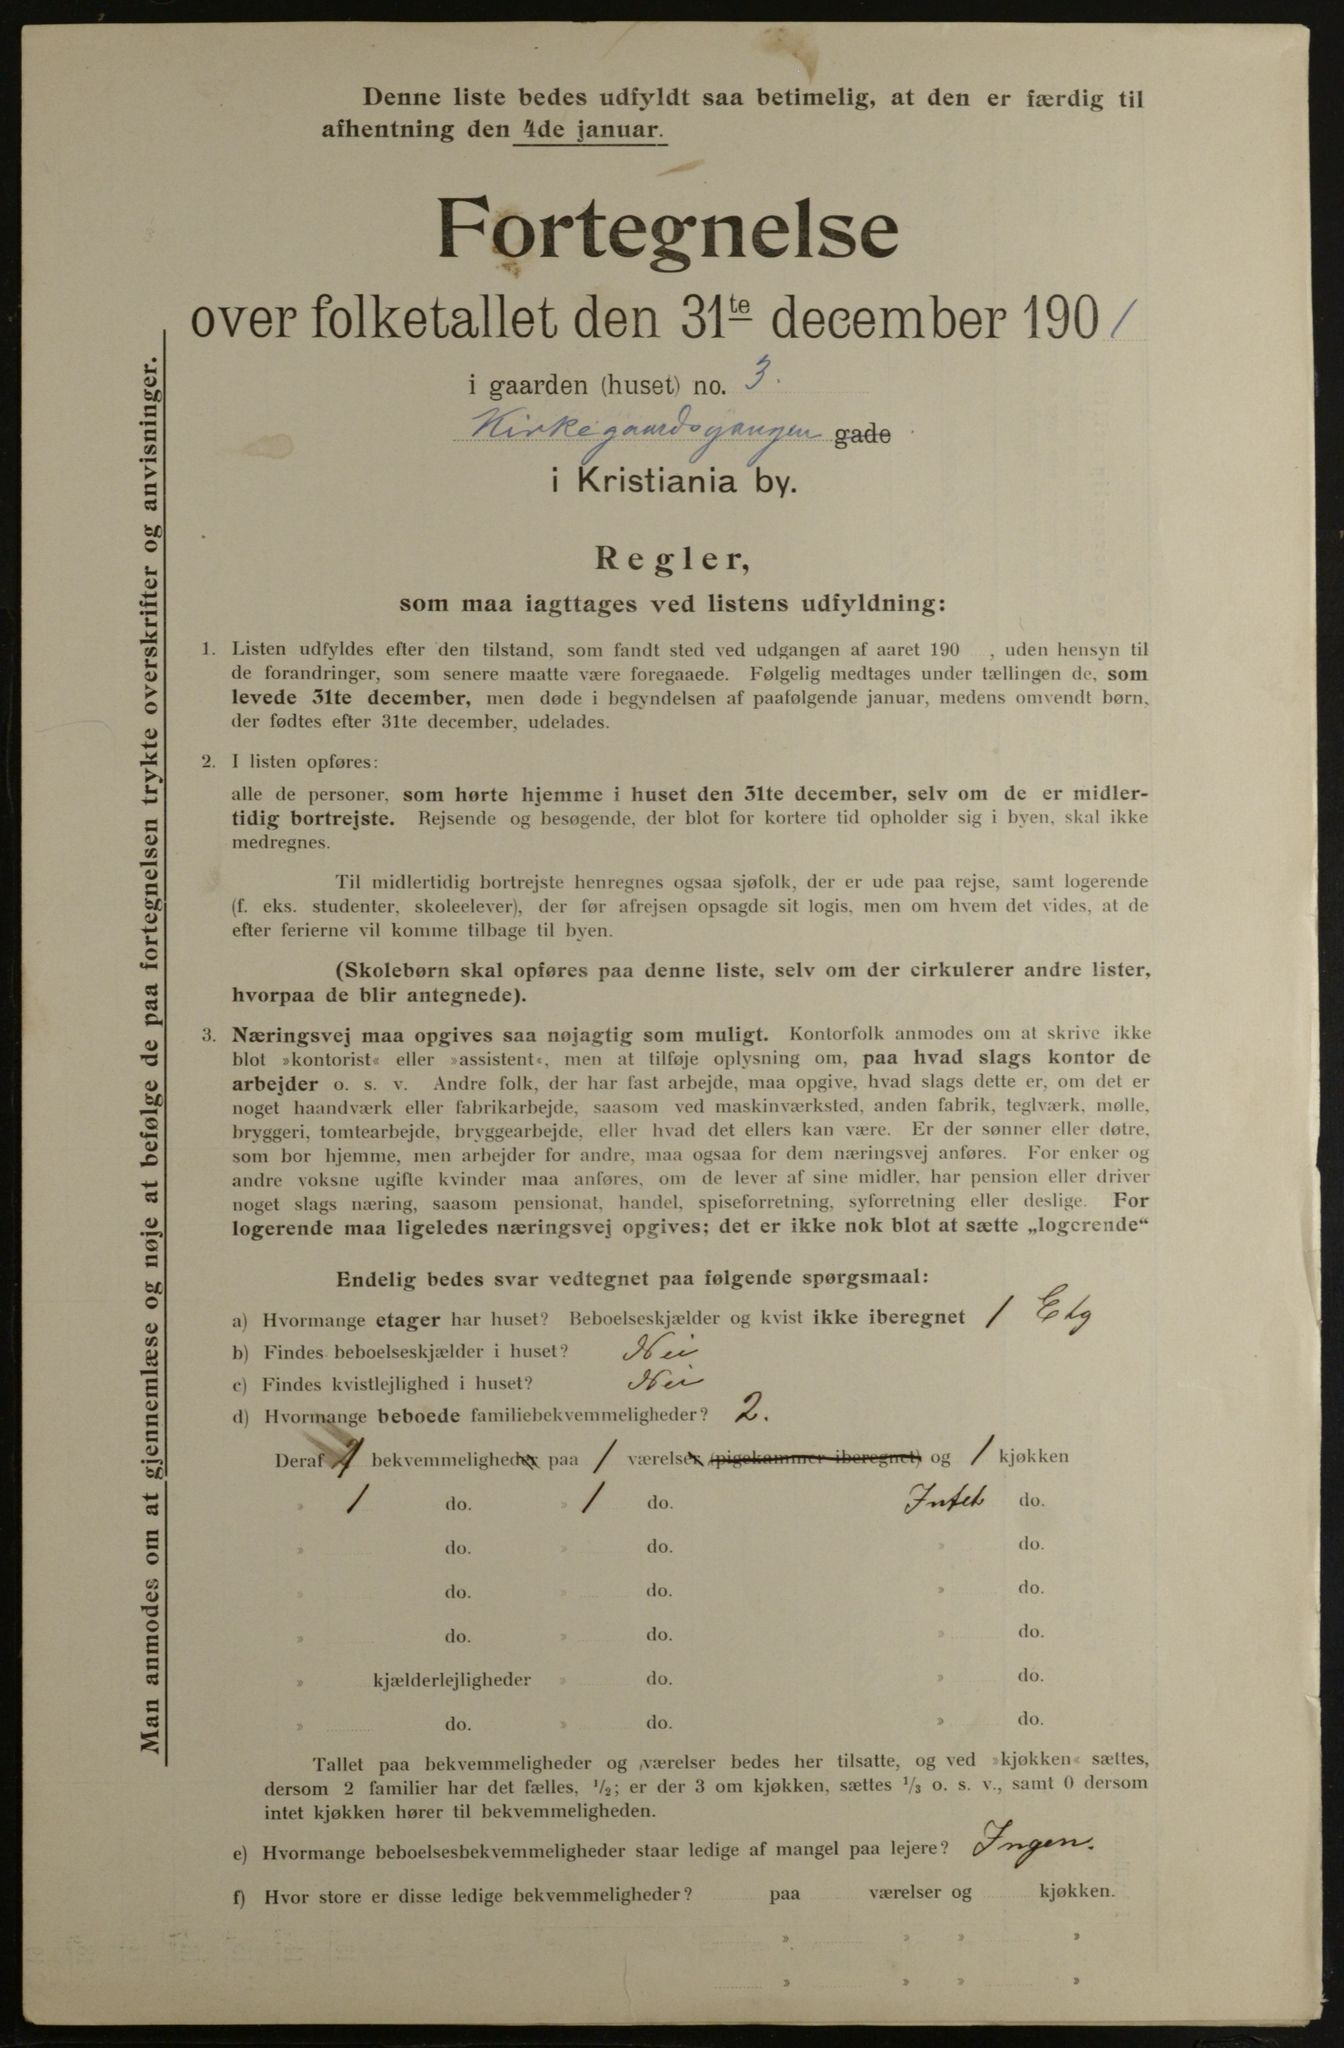 Denne liste bedes udfyldt saa betimelig, at den er færdig til
afhentning den 4de januar.
Fortegnelse
over folketallet den 31te december 1901
i gaarden (huset) no. 3.
Kirkegaardsgangen gade
i Kristiania by.
Regler,
som maa iagttages ved listens udfyldning:
1. Listen udfyldes efter den tilstand, som fandt sted ved udgangen af aaret 190 , uden hensyn til
de forandringer, som senere maatte være foregaaede. Følgelig medtages under tællingen de, som
levede 31te december, men døde i begyndelsen af paafølgende januar, medens omvendt børn,
der fødtes efter 31te december, udelades.
2. I listen opføres:
alle de personer, som hørte hjemme i huset den 31te december, selv om de er midler-
tidig bortrejste. Rejsende og besøgende, der blot for kortere tid opholder sig i byen, skal ikke
medregnes.
Til midlertidig bortrejste henregnes ogsaa sjøfolk, der er ude paa rejse, samt logerende
(f. eks. studenter, skoleelever), der før afrejsen opsagde sit logis, men om hvem det vides, at de
efter ferierne vil komme tilbage til byen.
(Skolebørn skal opføres paa denne liste, selv om der cirkulerer andre lister,
hvorpaa de blir antegnede).
3. Næringsvej maa opgives saa nøjagtig som muligt. Kontorfolk anmodes om at skrive ikke
blot »kontorist« eller »assistent«, men at tilføje oplysning om, paa hvad slags kontor de
arbejder o. s. v. Andre folk, der har fast arbejde, maa opgive, hvad slags dette er, om det er
noget haandværk eller fabrikarbejde, saasom ved maskinværksted, anden fabrik, teglværk, mølle,
bryggeri, tomtearbejde, bryggearbejde, eller hvad det ellers kan være. Er der sønner eller døtre,
som bor hjemme, men arbejder for andre, maa ogsaa for dem næringsvej anføres. For enker og
andre voksne ugifte kvinder maa anføres, om de lever af sine midler, har pension eller driver
noget slags næring, saasom pensionat, handel, spiseforretning, syforretning eller deslige. For
logerende maa ligeledes næringsvej opgives; det er ikke nok blot at sætte „logerende“
Endelig bedes svar vedtegnet paa følgende spørgsmaal:
a) Hvormange etager har huset? Beboelseskjælder og kvist ikke iberegnet 1 Etg
b) Findes beboelseskjælder i huset? Nei
c) Findes kvistlejlighed i huset? Nei
d) Hvormange beboede familiebekvemmeligheder? 2.
Deraf 1 bekvemmeligheder paa 1 værelser (pigekammer iberegnet) og 1 kjøkken
» 1 do. » 1 do. Intet do.
» do. » do. » do.
» do. » do. » do.
» do. » do. » do.
» kjælderlejligheder » do. » do.
» do. » do. » do.
Tallet paa bekvemmeligheder og værelser bedes her tilsatte, og ved »kjøkken« sættes,
dersom 2 familier har det fælles, 1/2; er der 3 om kjøkken, sættes 1/3 o. s. v., samt 0 dersom
intet kjøkken hører til bekvemmeligheden.
e) Hvormange beboelsesbekvemmeligheder staar ledige af mangel paa lejere? Ingen.
f) Hvor store er disse ledige bekvemmeligheder? paa værelser og kjøkken.
» » » »
» » » »
Man anmodes om at gjennemlæse og nøje at befølge de paa fortegnelsen trykte overskrifter og anvisninger.